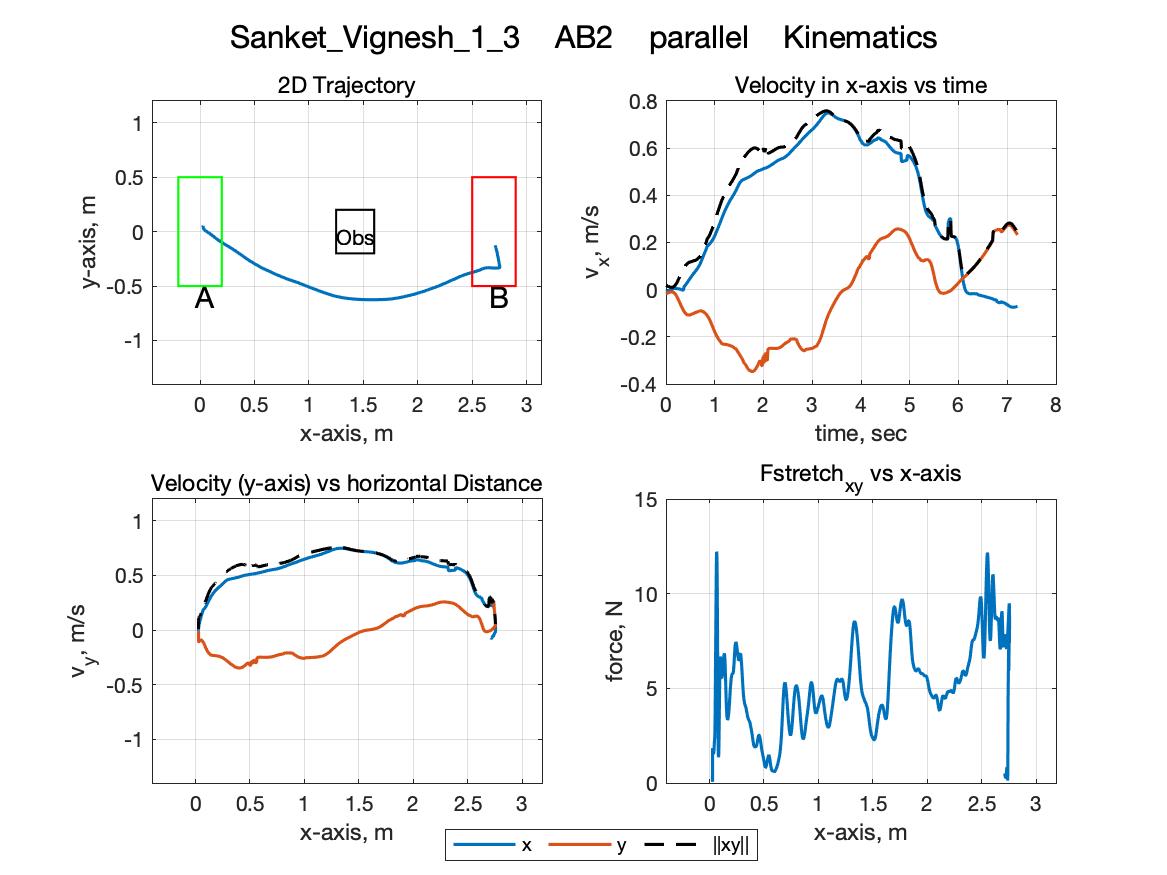 Sanket_Vignesh_1_3 AB2 parallel Kinematics
2D Trajectory
1
0.5
0
-0.5
-1
y-axis, m
Obs
A
B
0 0.5 1 1.5 2 2.5 3
x-axis, m
Velocity in x-axis vs time
0.8
0.6
0.4
0.2
0
-0.2
-0.4
v_x, m/s
0 1 2 3 4 5 6 7 8
time, sec
Velocity (y-axis) vs horizontal Distance
1
0.5
0
-0.5
-1
v_y, m/s
0 0.5 1 1.5 2 2.5 3
x-axis, m
Fstretch_xy vs x-axis
15
10
5
0
force, N
0 0.5 1 1.5 2 2.5 3
x-axis, m
x y ||xy||